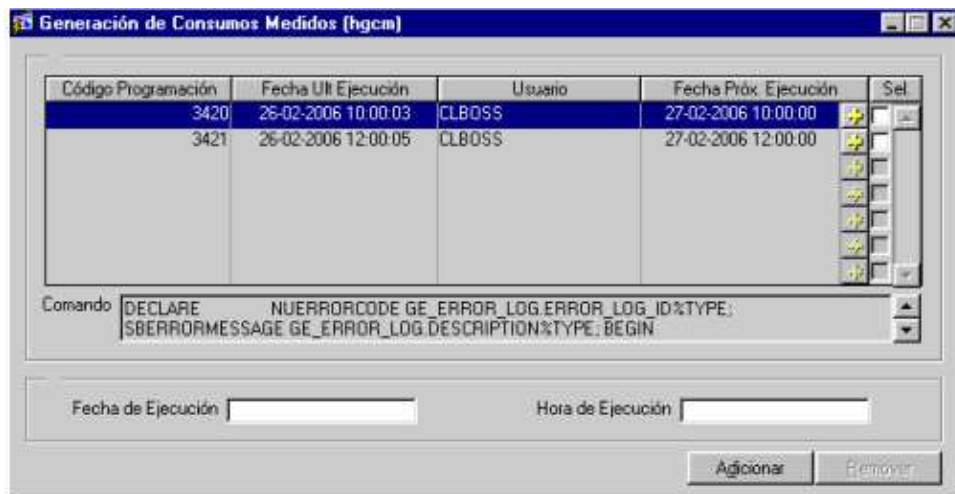 Generación de Consumos Medidos (hgcm)
Código Programación Fecha Ult Ejecución Usuario Fecha Próx. Ejecución Sel.
3420 26-02-2006 10:00:03 CLBOSS 27-02-2006 10:00:00
3421 26-02-2006 12:00:05 CLBOSS 27-02-2006 12:00:00
Comando DECLARE NUERRORCODE GE_ERROR_LOG.ERROR_LOG_ID%TYPE;
SBERRORMESSAGE GE_ERROR_LOG.DESCRIPTION%TYPE; BEGIN
Fecha de Ejecución Hora de Ejecución
Adicionar Remover